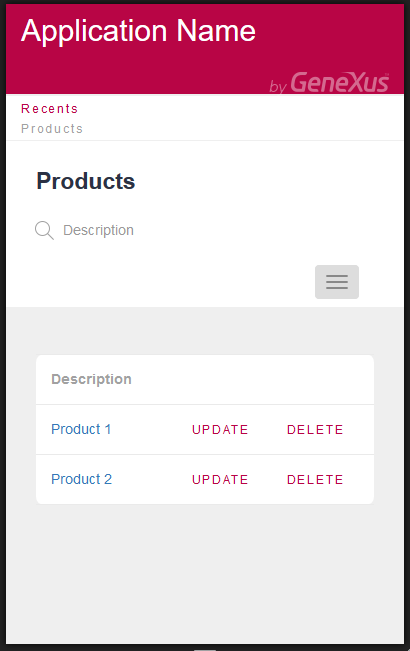 Application Name
by GeneXus
Recents
Products
Products
Description
Description
Product 1 UPDATE DELETE
Product 2 UPDATE DELETE